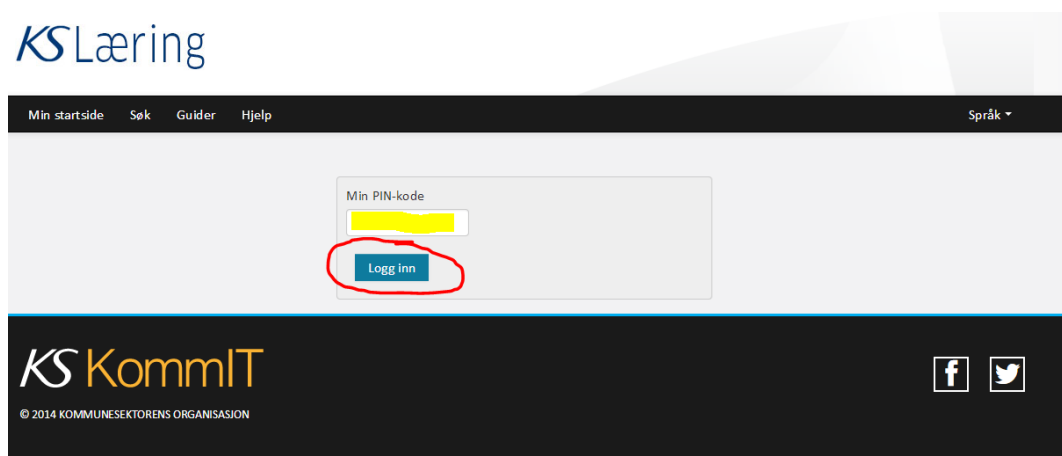 KS Læring
Min startside Søk Guider Hjelp Språk
Min PIN-kode
Logg inn
KS KommIT
© 2014 KOMMUNESEKTORENS ORGANISASJON